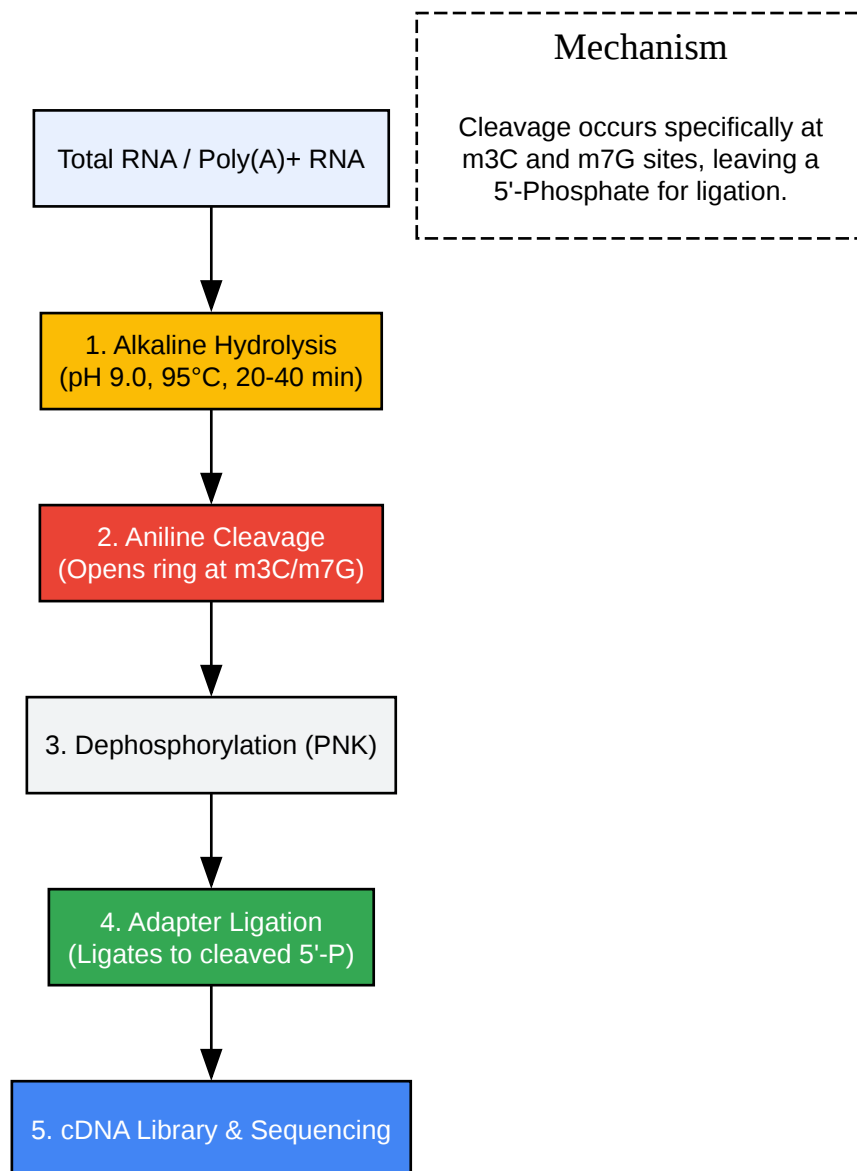 Mechanism
Cleavage occurs specifically at
m3C and m7G sites, leaving a
5'-Phosphate for ligation.
Total RNA / Poly(A)+ RNA
1. Alkaline Hydrolysis
(pH 9.0, 95°C, 20-40 min)
2. Aniline Cleavage
(Opens ring at m3C/m7G)
3. Dephosphorylation (PNK)
4. Adapter Ligation
(Ligates to cleaved 5'-P)
5. cDNA Library & Sequencing